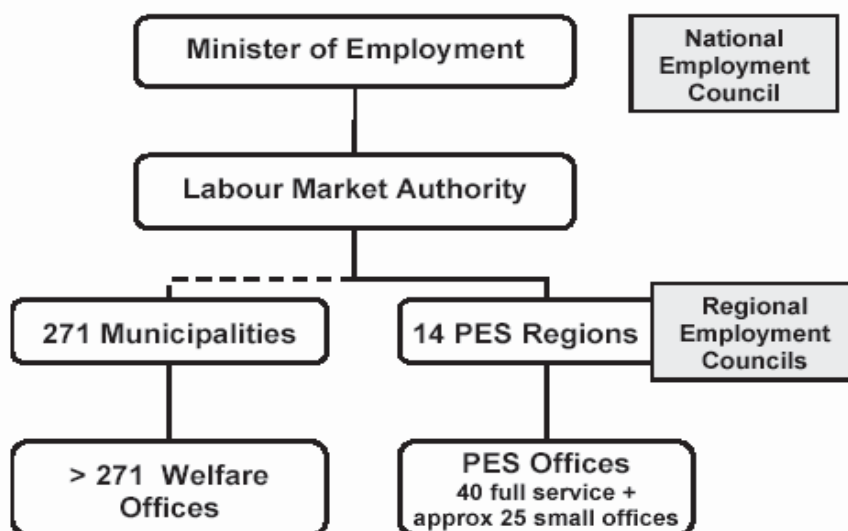 Minister of Employment
National
Employment
Council
Labour Market Authority
271 Municipalities
14 PES Regions
Regional
Employment
Councils
> 271 Welfare
Offices
PES Offices
40 full service +
approx 25 small offices